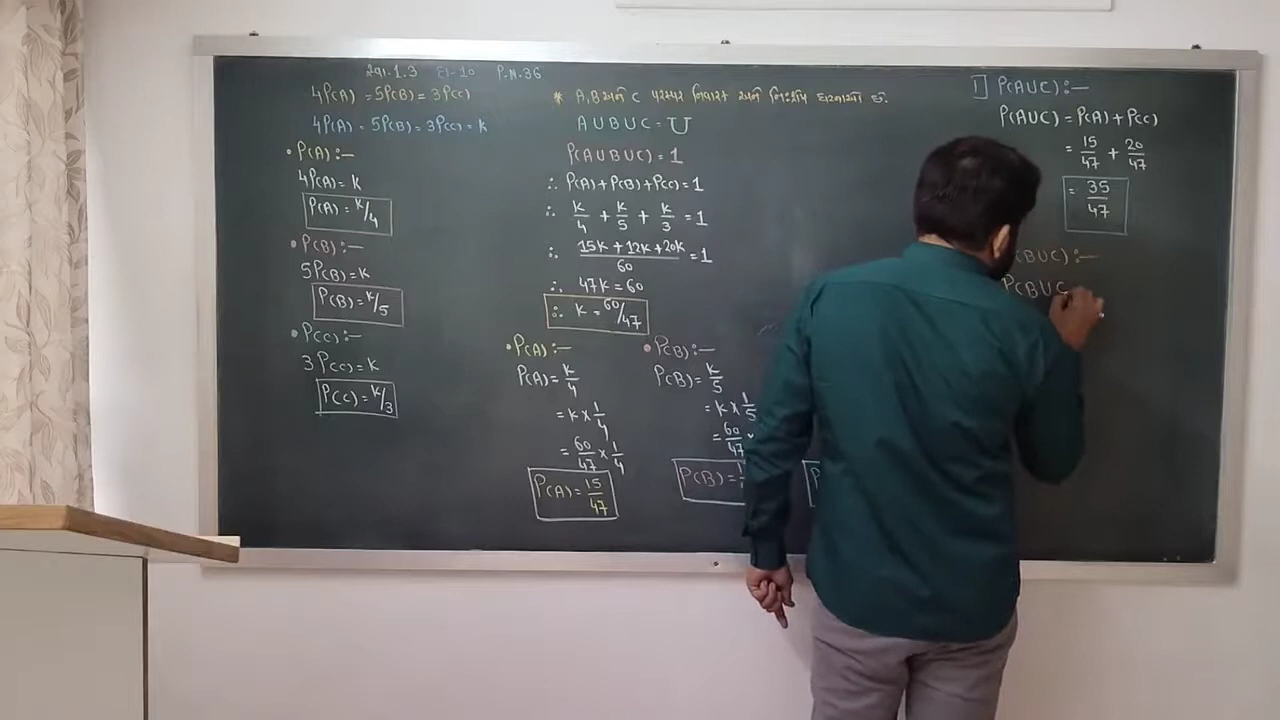 સ્વા.1.3 દા-10 P.N.36
4P(A) = 5P(B) = 3P(C)
4P(A) = 5P(B) = 3P(C) = K
• P(A) :-
4P(A) = K
P(A) = K/4
• P(B) :-
5P(B) = K
P(B) = K/5
• P(C) :-
3P(C) = K
P(C) = K/3
* A, B અને C પરસ્પર નિવારક અને નિઃશેષ ઘટનાઓ છે.
A U B U C = U
P(A U B U C) = 1
∴ P(A) + P(B) + P(C) = 1
∴ K/4 + K/5 + K/3 = 1
∴ (15K + 12K + 20K)/60 = 1
∴ 47K = 60
∴ K = 60/47
• P(A) :-
P(A) = K/4
= K × 1/4
= 60/47 × 1/4
P(A) = 15/47
• P(B) :-
P(B) = K/5
= K × 1/5
= 60/47
P(B) =
1] P(A U C) :-
P(A U C) = P(A) + P(C)
= 15/47 + 20/47
= 35/47
(B U C) :-
P(B U C